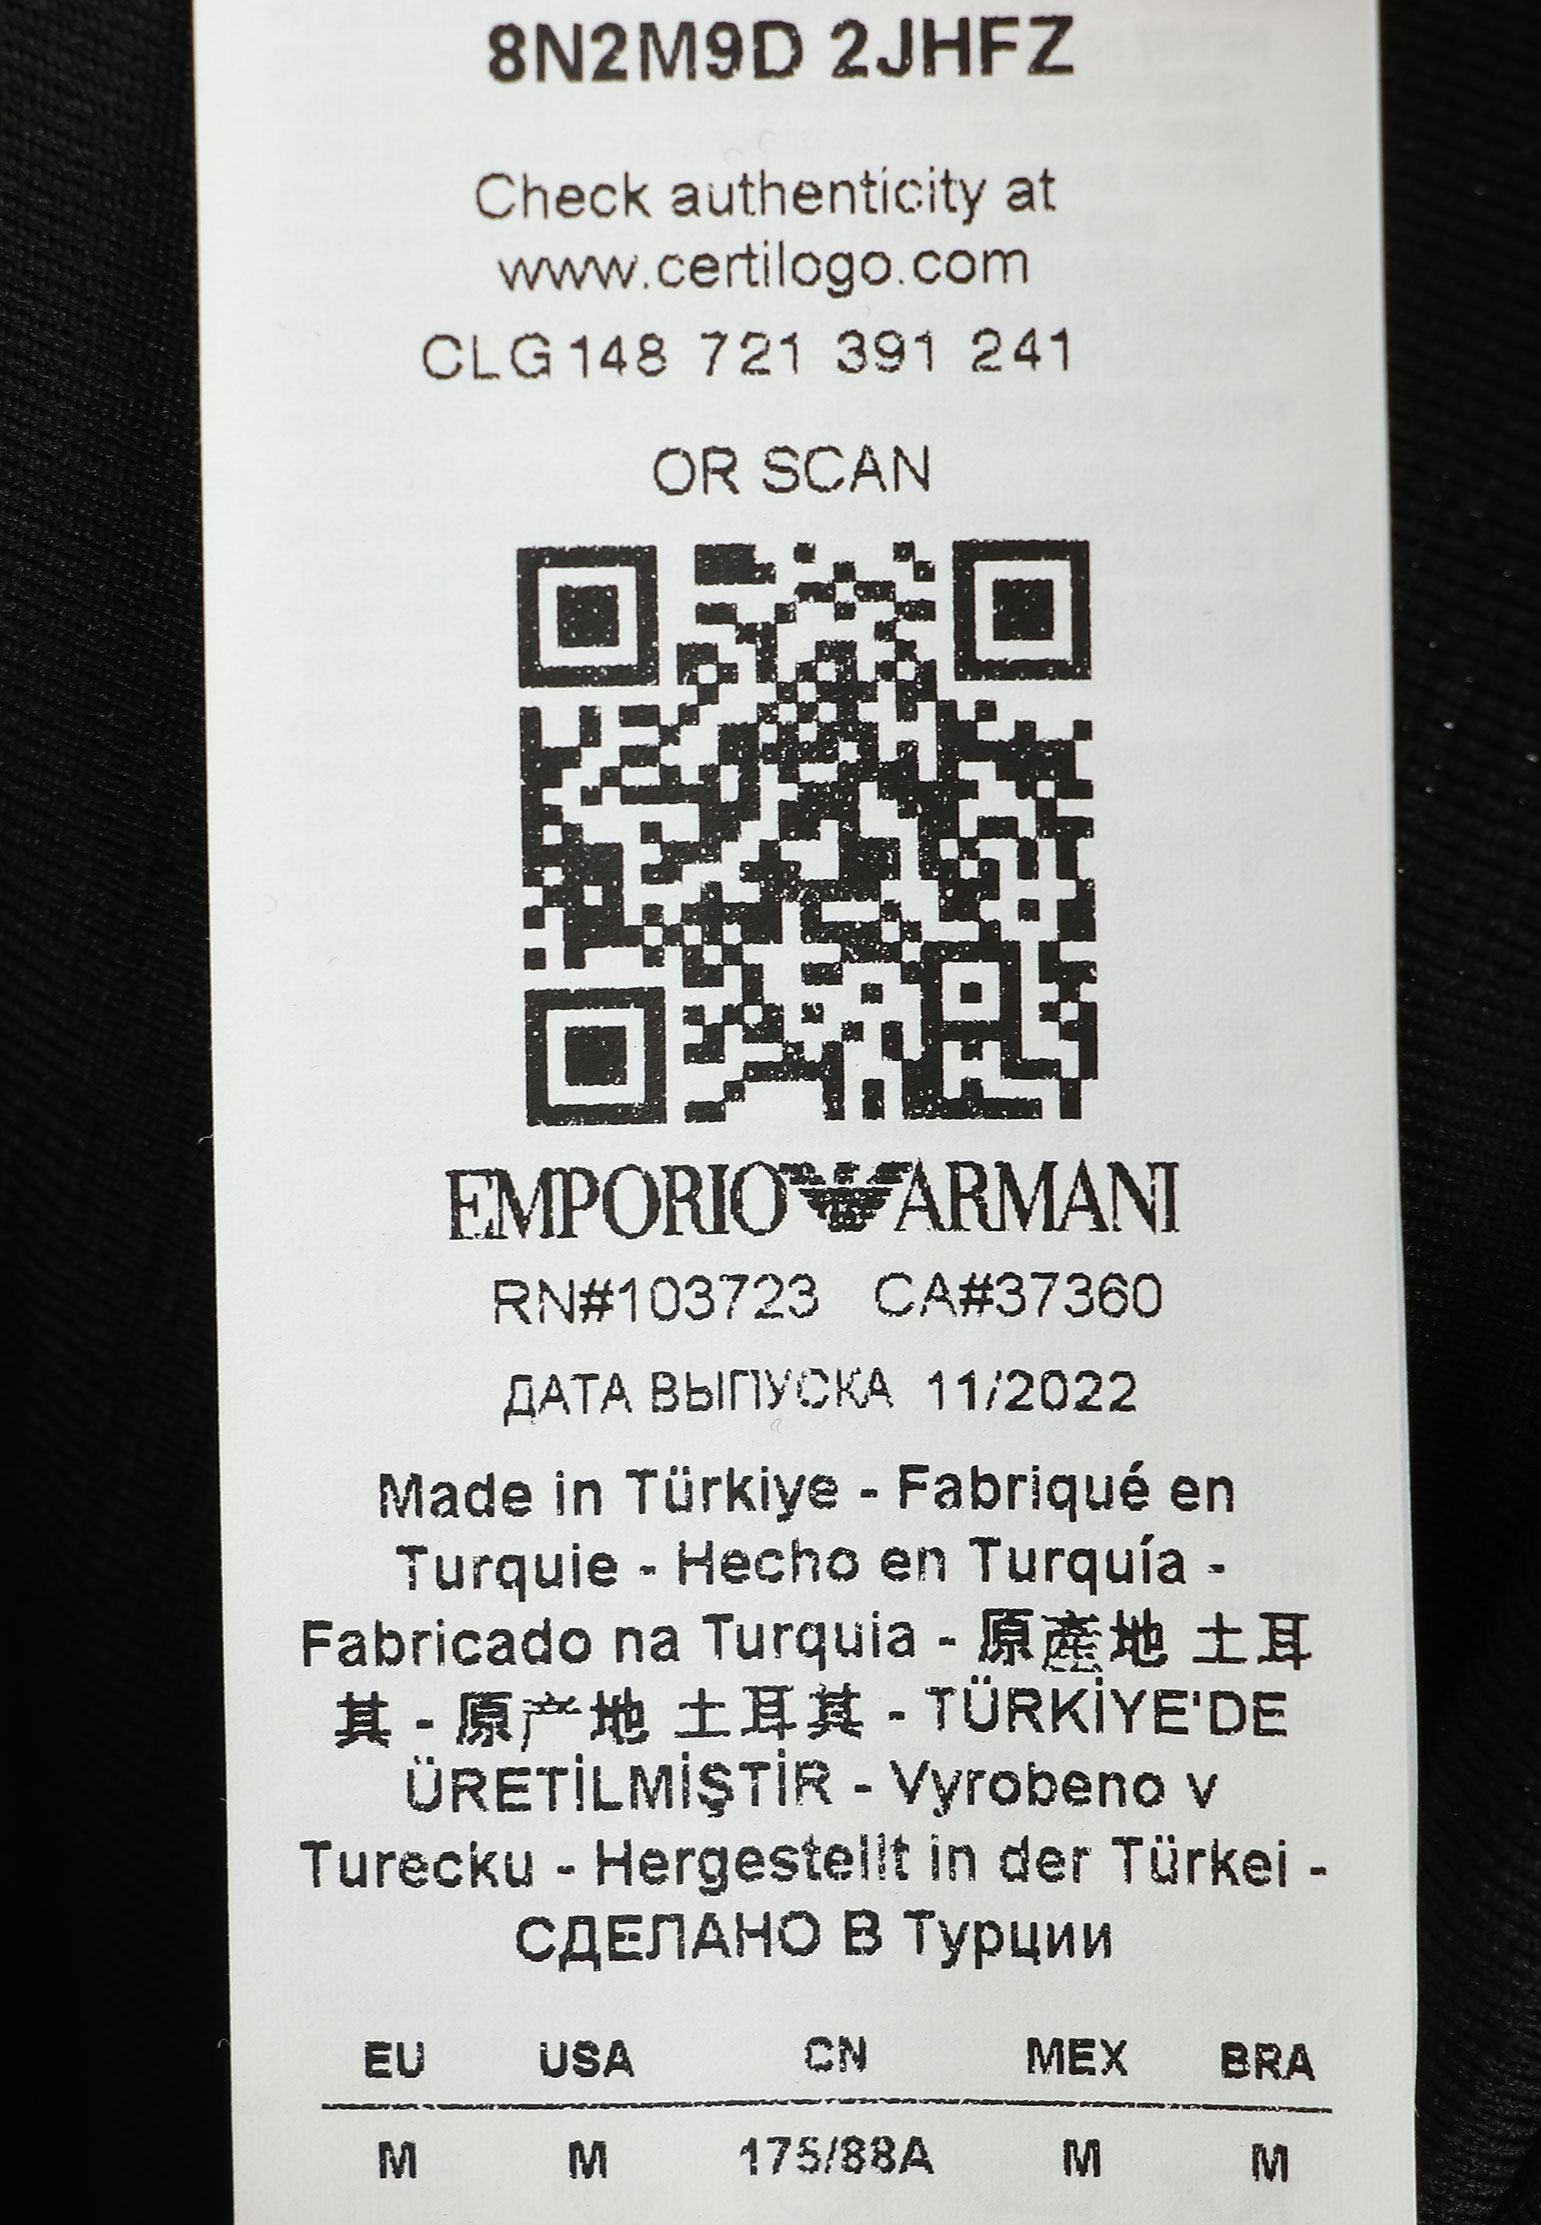 8N2M9D 2JHFZ
Check authenticity at
www.certilogo.com
CLG148 721 391 241
OR SCAN
EMPORIO ARMANI
RN#103723 CA#37360
ДАТА ВЫПУСКА 11/2022
Made in Türkiye - Fabriqué en
Turquie - Hecho en Turquía -
Fabricado na Turquia - 原產地 土耳
其 - 原产地 土耳其 - TÜRKİYE'DE
ÜRETİLMİŞTİR - Vyrobeno v
Turecku - Hergestellt in der Türkei -
СДЕЛАНО В Турции
EU USA CN MEX BRA
M M 175/88A M M